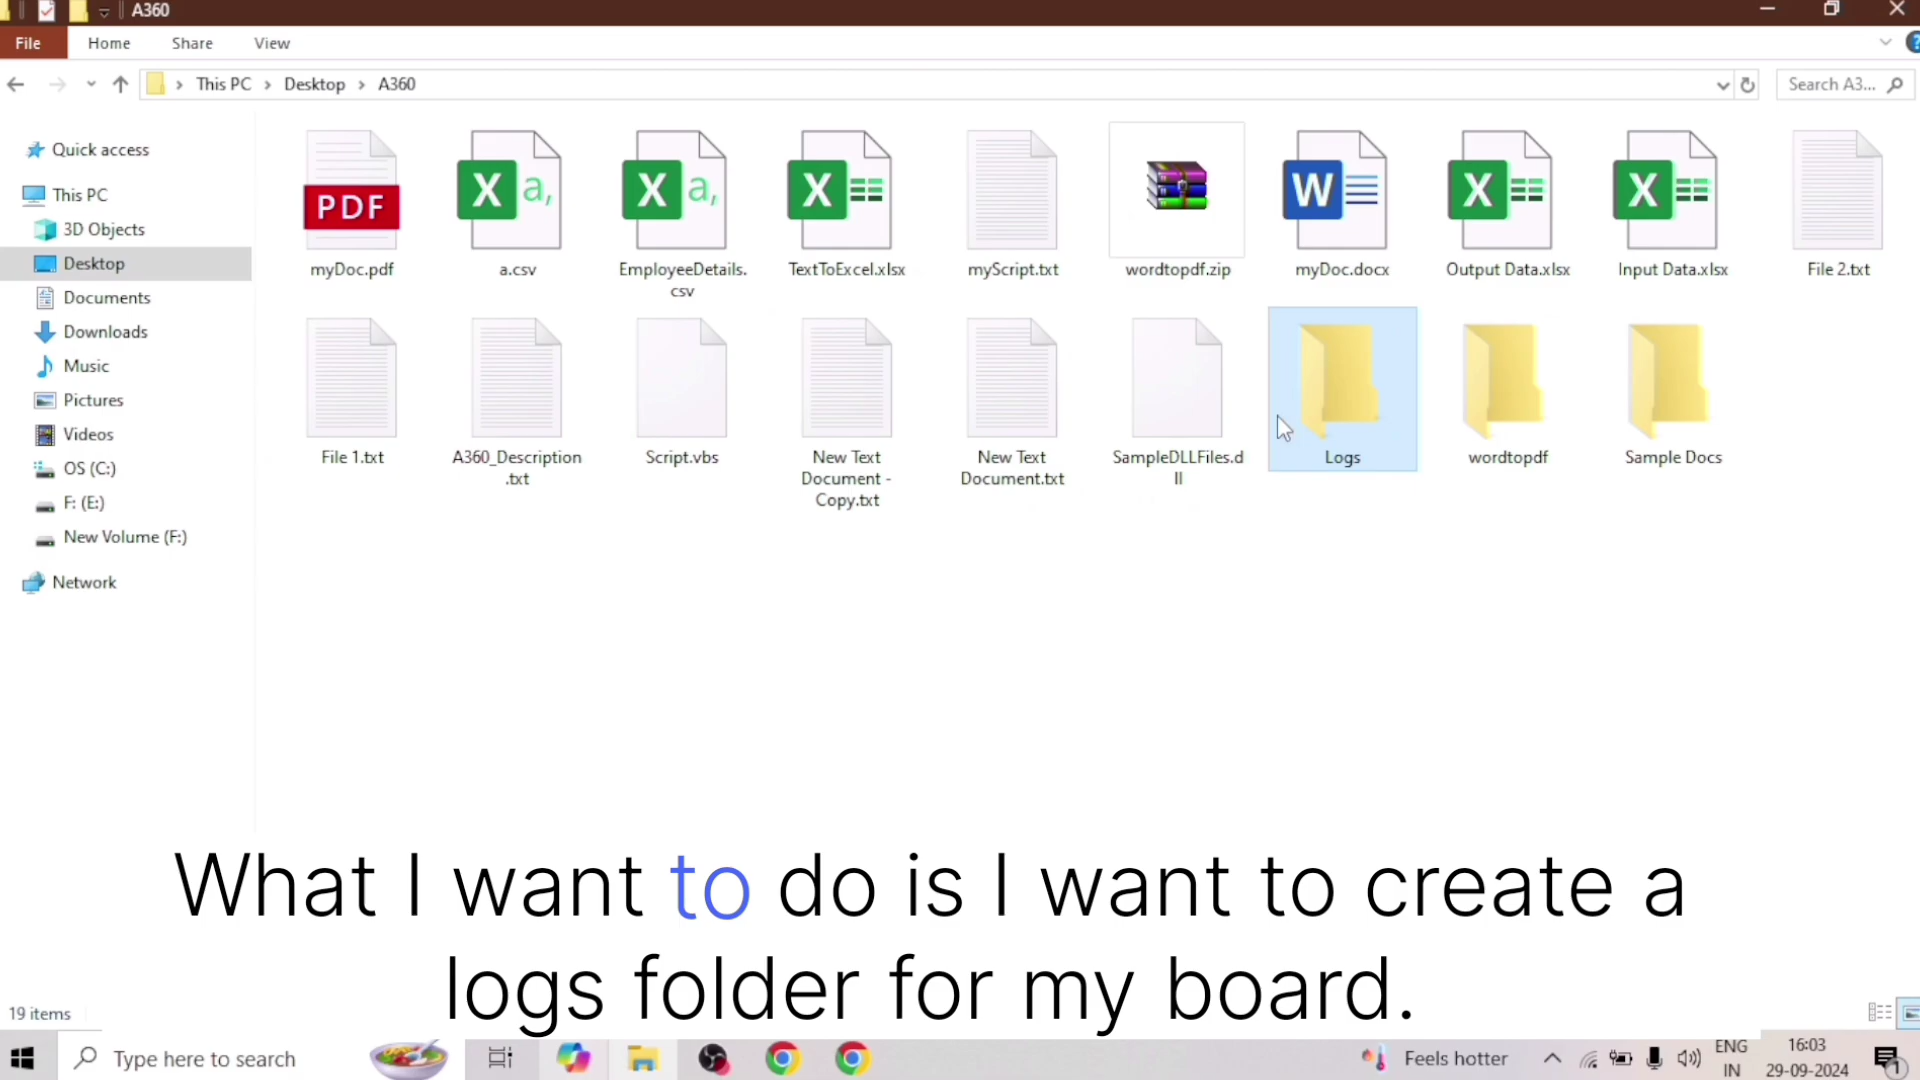 A360
File Home Share View
This PC Desktop A360
Search A3...
Quick access
This PC
3D Objects
Desktop
Documents
Downloads
Music
Pictures
Videos
OS (C:)
F: (E:)
New Volume (F:)
Network
PDF X a, X a, X W X X
myDoc.pdf a.csv EmployeeDetails. TextToExcel.xlsx myScript.txt wordtopdf.zip myDoc.docx Output Data.xlsx Input Data.xlsx File 2.txt
csv
File 1.txt A360_Description Script.vbs New Text New Text SampleDLLFiles.d Logs wordtopdf Sample Docs
.txt Document - Document.txt ll
Copy.txt
What I want to do is I want to create a
logs folder for my board.
19 items
Type here to search
Feels hotter
ENG
IN
16:03
29-09-2024
1